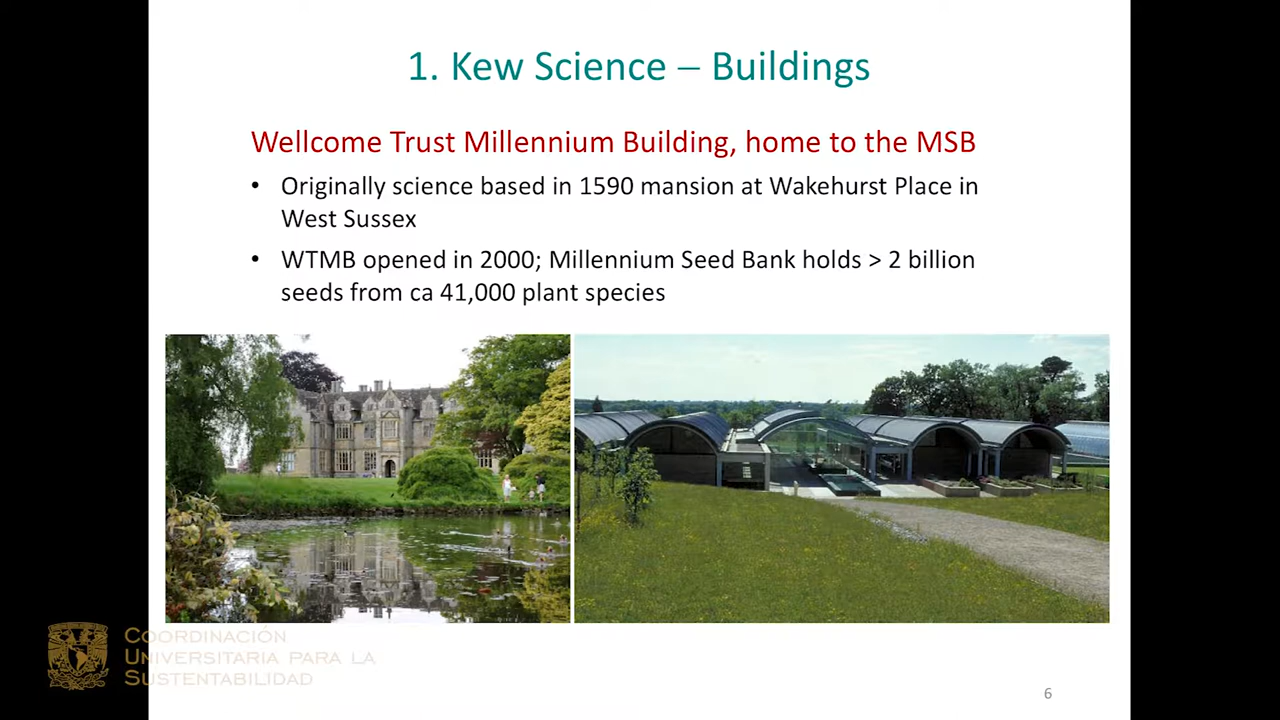 1. Kew Science – Buildings
Wellcome Trust Millennium Building, home to the MSB
• Originally science based in 1590 mansion at Wakehurst Place in
West Sussex
• WTMB opened in 2000; Millennium Seed Bank holds > 2 billion
seeds from ca 41,000 plant species
Coordinación
Universitaria para la
Sustentabilidad
6